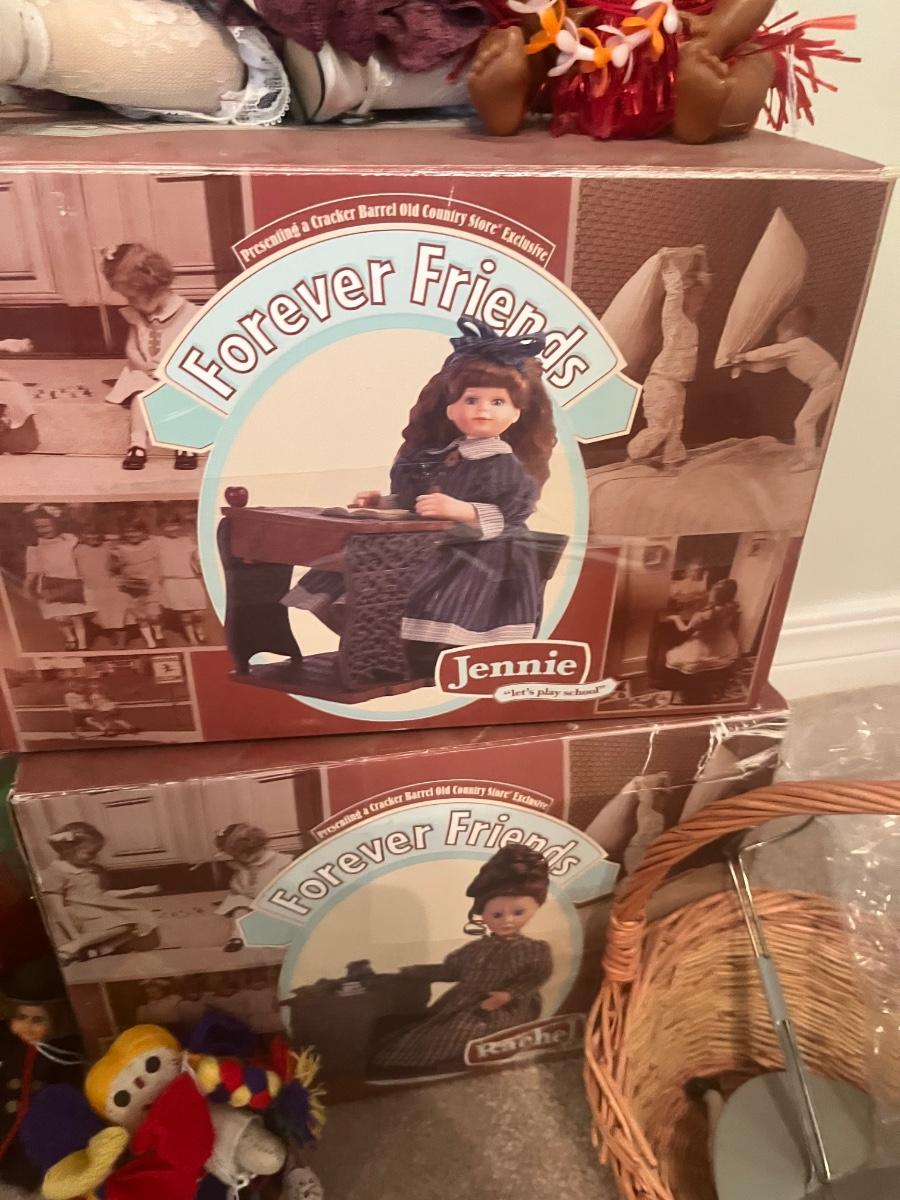 Presenting a Cracker Barrel Old Country Store® Exclusive
Forever Friends
Jennie
"let's play school"
Presenting a Cracker Barrel Old Country Store® Exclusive
Forever Friends
Rachel